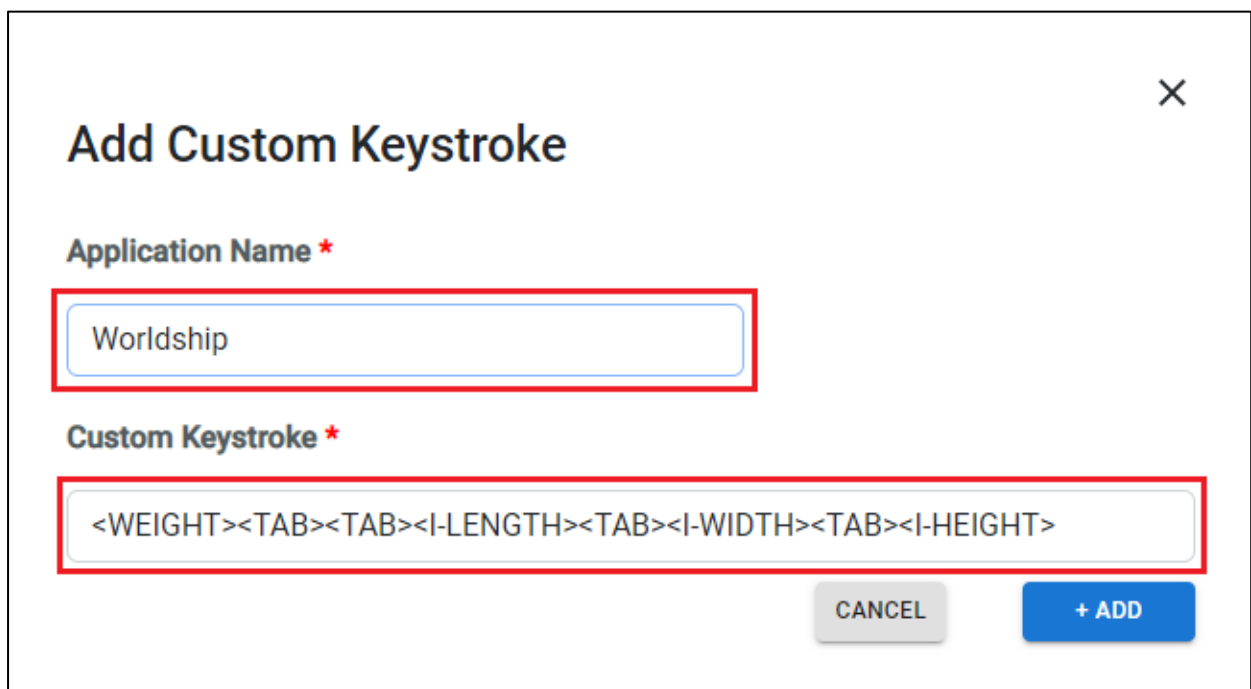 Add Custom Keystroke
Application Name *
Worldship
Custom Keystroke *
<WEIGHT><TAB><TAB><I-LENGTH><TAB><I-WIDTH><TAB><I-HEIGHT>
CANCEL
+ ADD